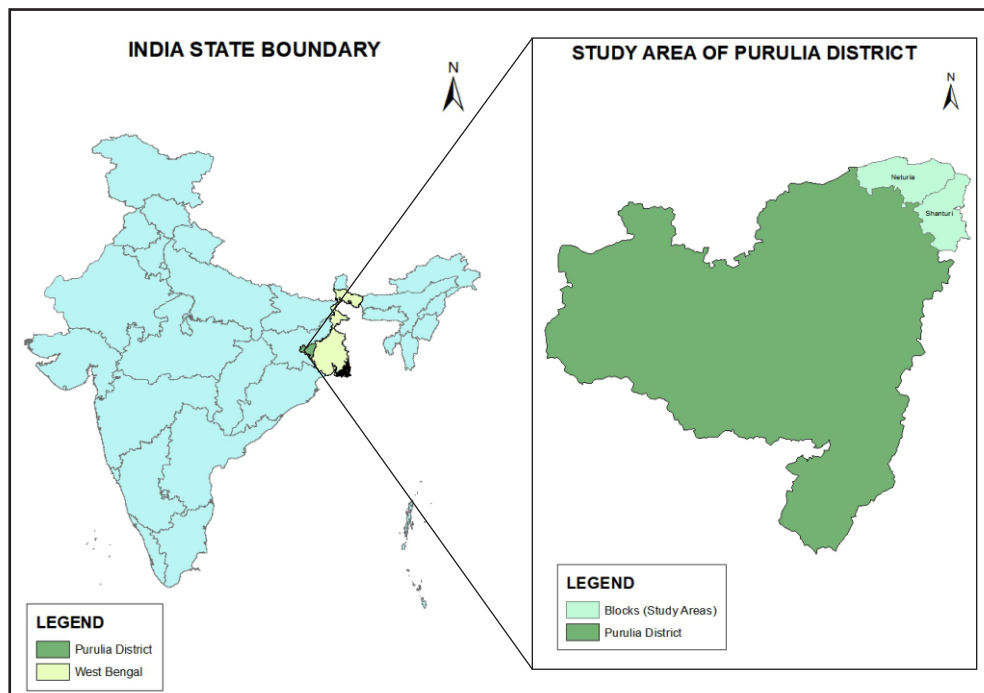 INDIA STATE BOUNDARY
N
LEGEND
Purulia District
West Bengal
STUDY AREA OF PURULIA DISTRICT
N
Neturia
Shanturi
LEGEND
Blocks (Study Areas)
Purulia District